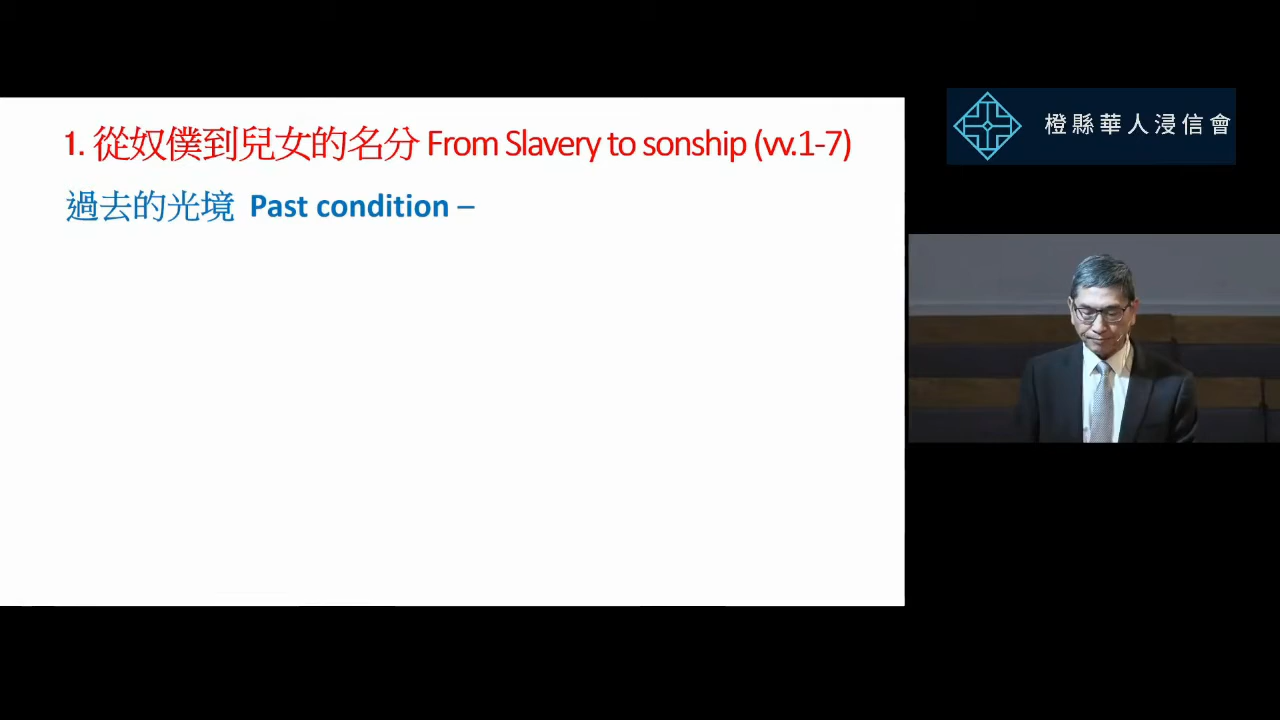 1. 從奴僕到兒女的名分 From Slavery to sonship (vv.1-7)
過去的光境 Past condition –
橙縣華人浸信會